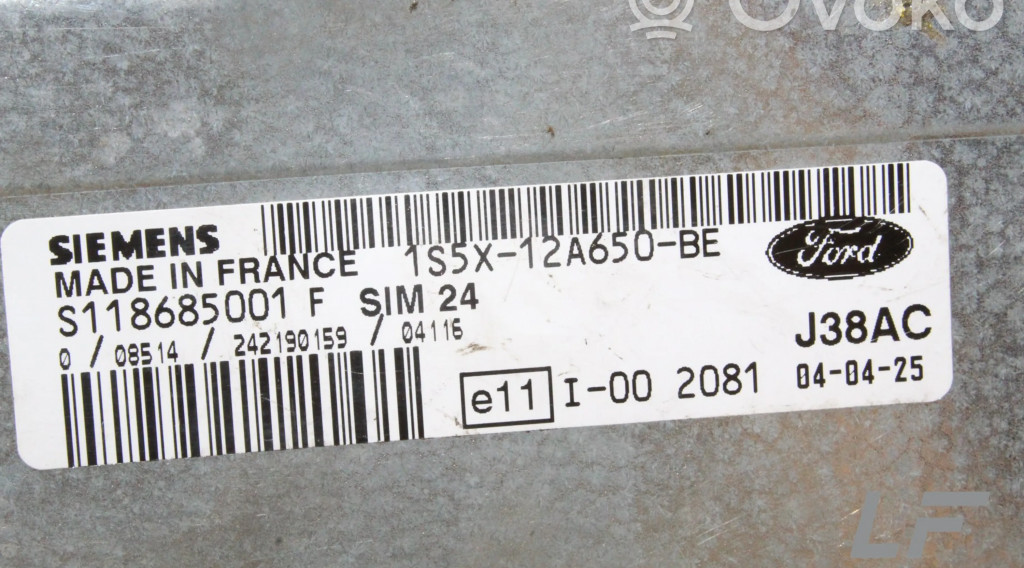 Ovoko
SIEMENS
MADE IN FRANCE 1S5X-12A650-BE
Ford
S118685001 F SIM 24
0 / 08514 / 242190159 / 04116
J38AC
e11 I-00 2081 04-04-25
LF